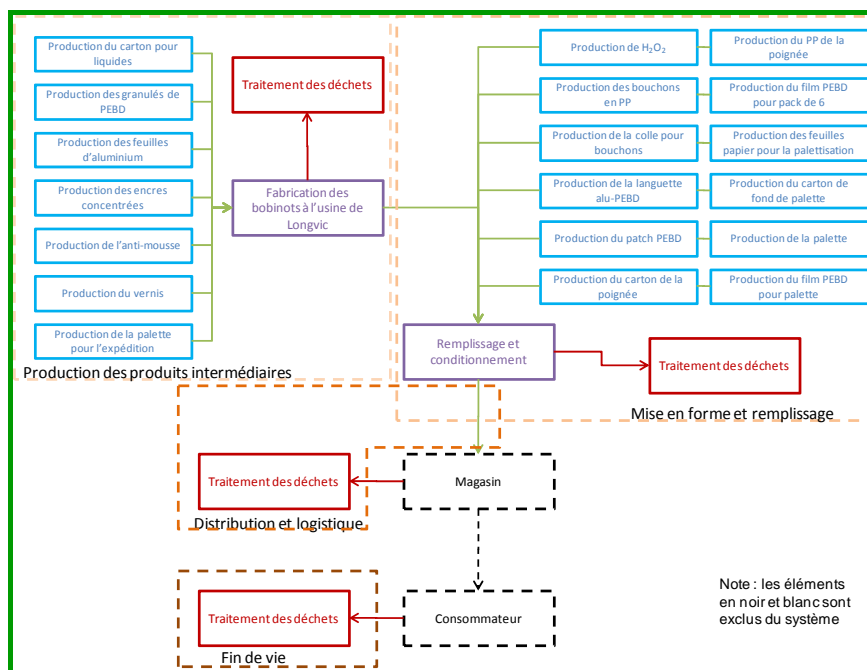 Production du carton pour
liquides
Production des granulés de
PEBD
Production des feuilles
d'aluminium
Production des encres
concentrées
Production de l'anti-mousse
Production du vernis
Production de la palette
pour l'expédition
Production des produits intermédiaires
Traitement des déchets
Fabrication des
bobinots à l'usine de
Longvic
Production de H₂O₂
Production du PP de la
poignée
Production des bouchons
en PP
Production du film PEBD
pour pack de 6
Production de la colle pour
bouchons
Production des feuilles
papier pour la palettisation
Production de la languette
alu-PEBD
Production du carton de
fond de palette
Production du patch PEBD
Production de la palette
Production du carton de la
poignée
Production du film PEBD
pour palette
Remplissage et
conditionnement
Traitement des déchets
Mise en forme et remplissage
Traitement des déchets
Magasin
Distribution et logistique
Traitement des déchets
Consommateur
Fin de vie
Note : les éléments
en noir et blanc sont
exclus du système